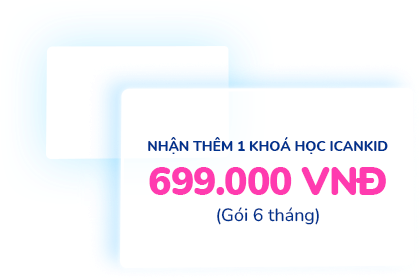 NHẬN THÊM 1 KHOÁ HỌC ICANKID
699.000 VNĐ
(Gói 6 tháng)